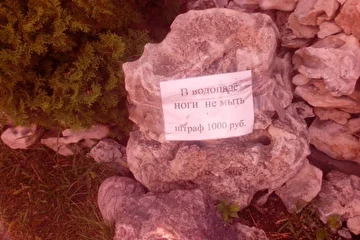 В водопаде
ноги не мыть
штраф 1000 руб.